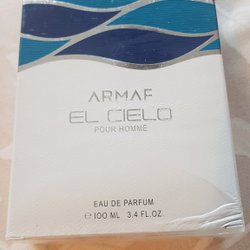 ARMAF
EL CIELO
POUR HOMME
EAU DE PARFUM
℮ 100 ML 3.4 FL.OZ.